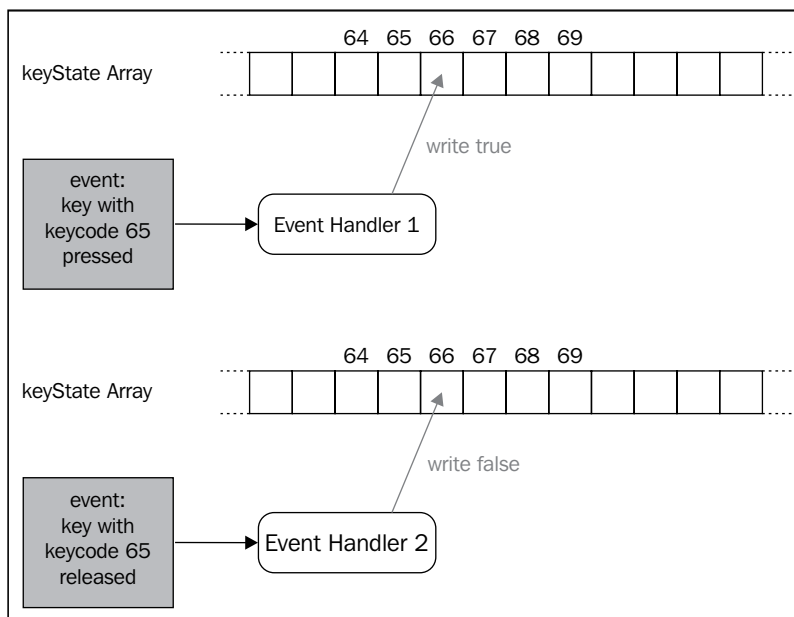 64 65 66 67 68 69
keyState Array
write true
event:
key with
keycode 65
pressed
Event Handler 1
64 65 66 67 68 69
keyState Array
write false
event:
key with
keycode 65
released
Event Handler 2